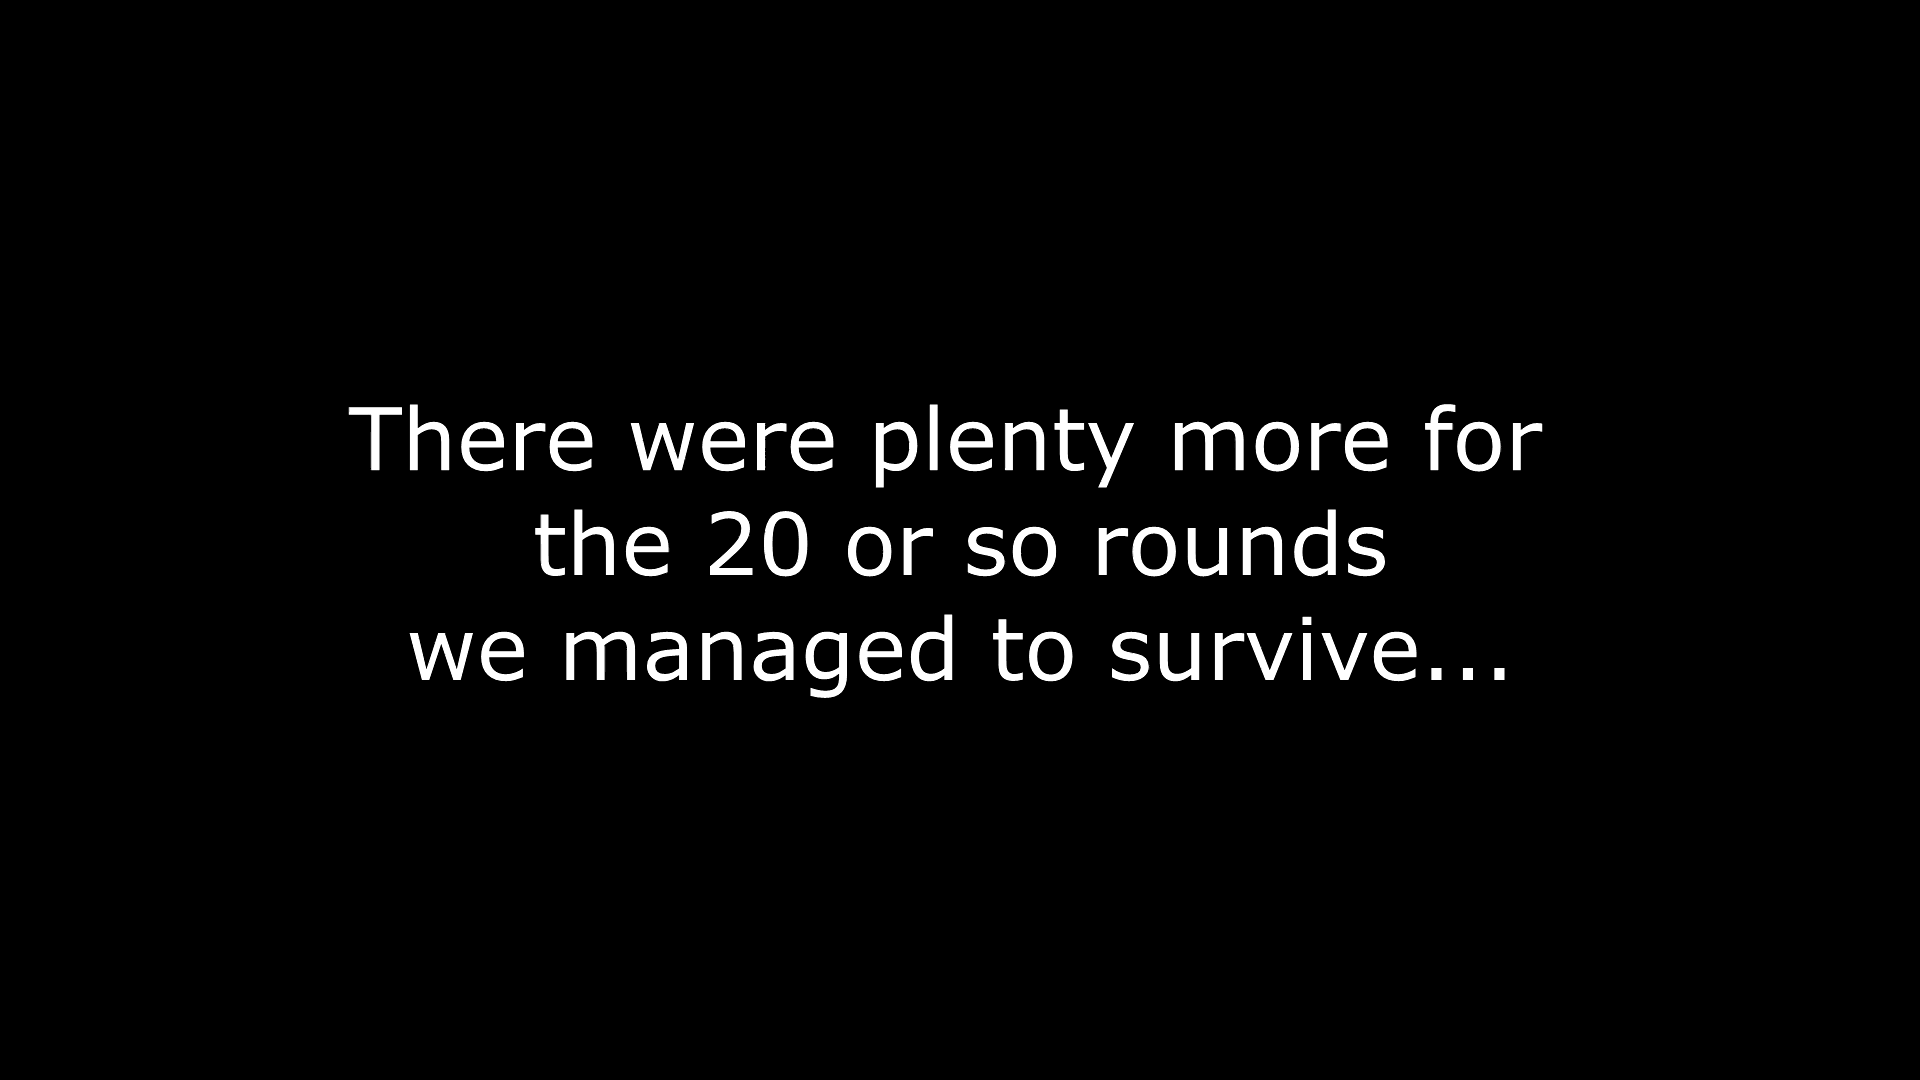 There were plenty more for
the 20 or so rounds
we managed to survive...